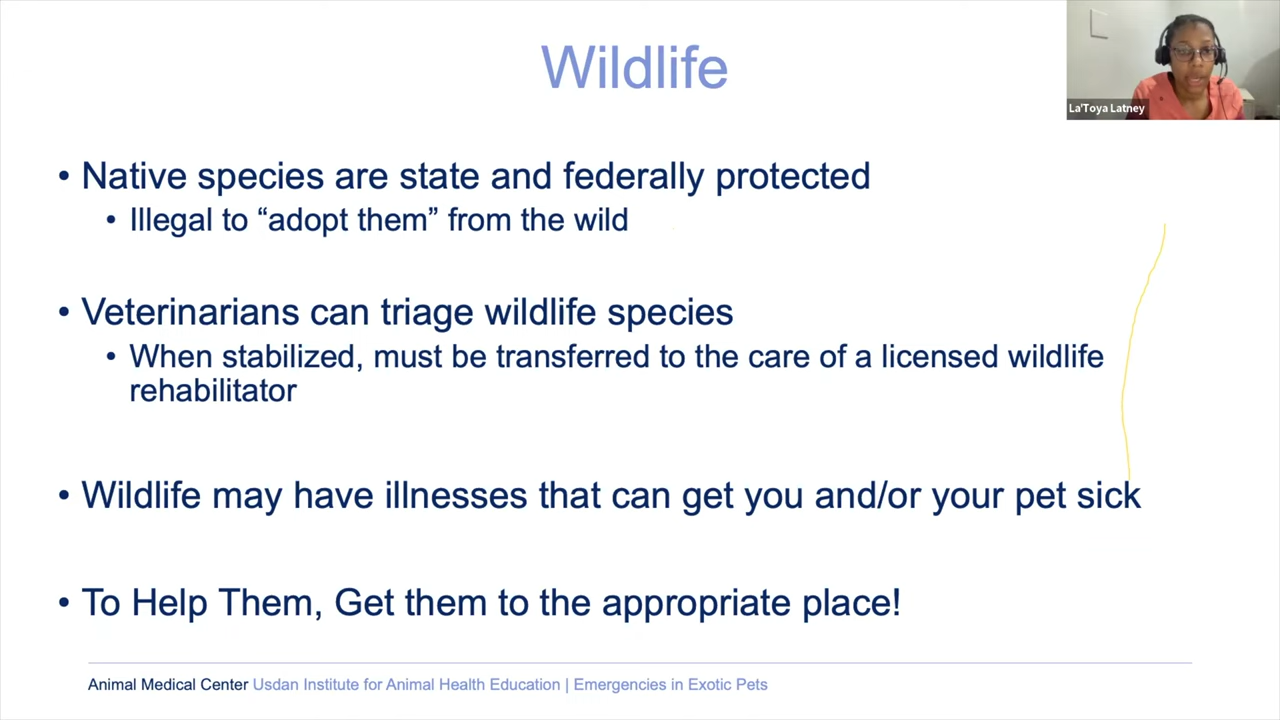 Wildlife
La'Toya Latney
• Native species are state and federally protected
• Illegal to “adopt them” from the wild
• Veterinarians can triage wildlife species
• When stabilized, must be transferred to the care of a licensed wildlife
rehabilitator
• Wildlife may have illnesses that can get you and/or your pet sick
• To Help Them, Get them to the appropriate place!
Animal Medical Center Usdan Institute for Animal Health Education | Emergencies in Exotic Pets